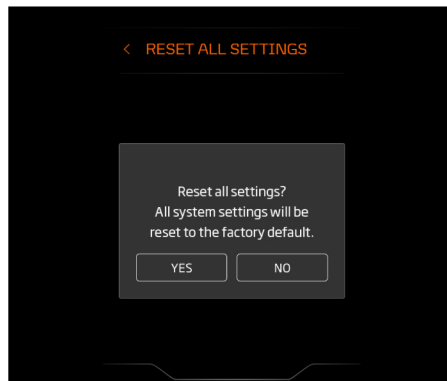 RESET ALL SETTINGS
Reset all settings?
All system settings will be
reset to the factory default.
YES NO